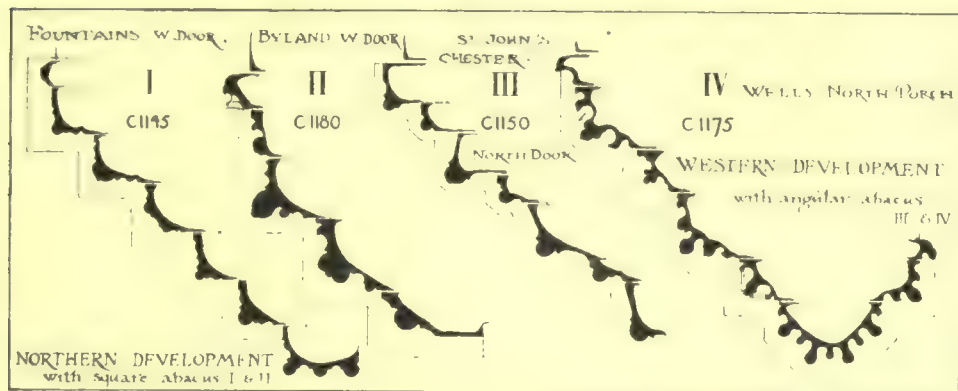 FOUNTAINS W. DOOR.
I
C1145
BYLAND W DOOR
II
C1180
ST JOHN'S
CHESTER.
III
C1150
NORTH DOOR
IV WELLS NORTH PORCH
C1175
WESTERN DEVELOPMENT
with angular abacus
III & IV
NORTHERN DEVELOPMENT
with square abacus I & II